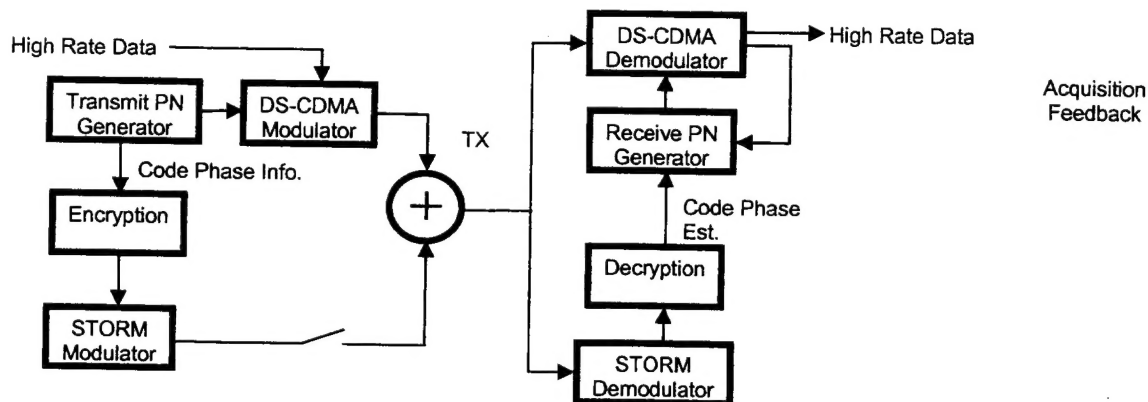 High Rate Data
Transmit PN
Generator
DS-CDMA
Modulator
Code Phase Info.
Encryption
STORM
Modulator
+
TX
DS-CDMA
Demodulator
High Rate Data
Receive PN
Generator
Acquisition
Feedback
Code Phase
Est.
Decryption
STORM
Demodulator